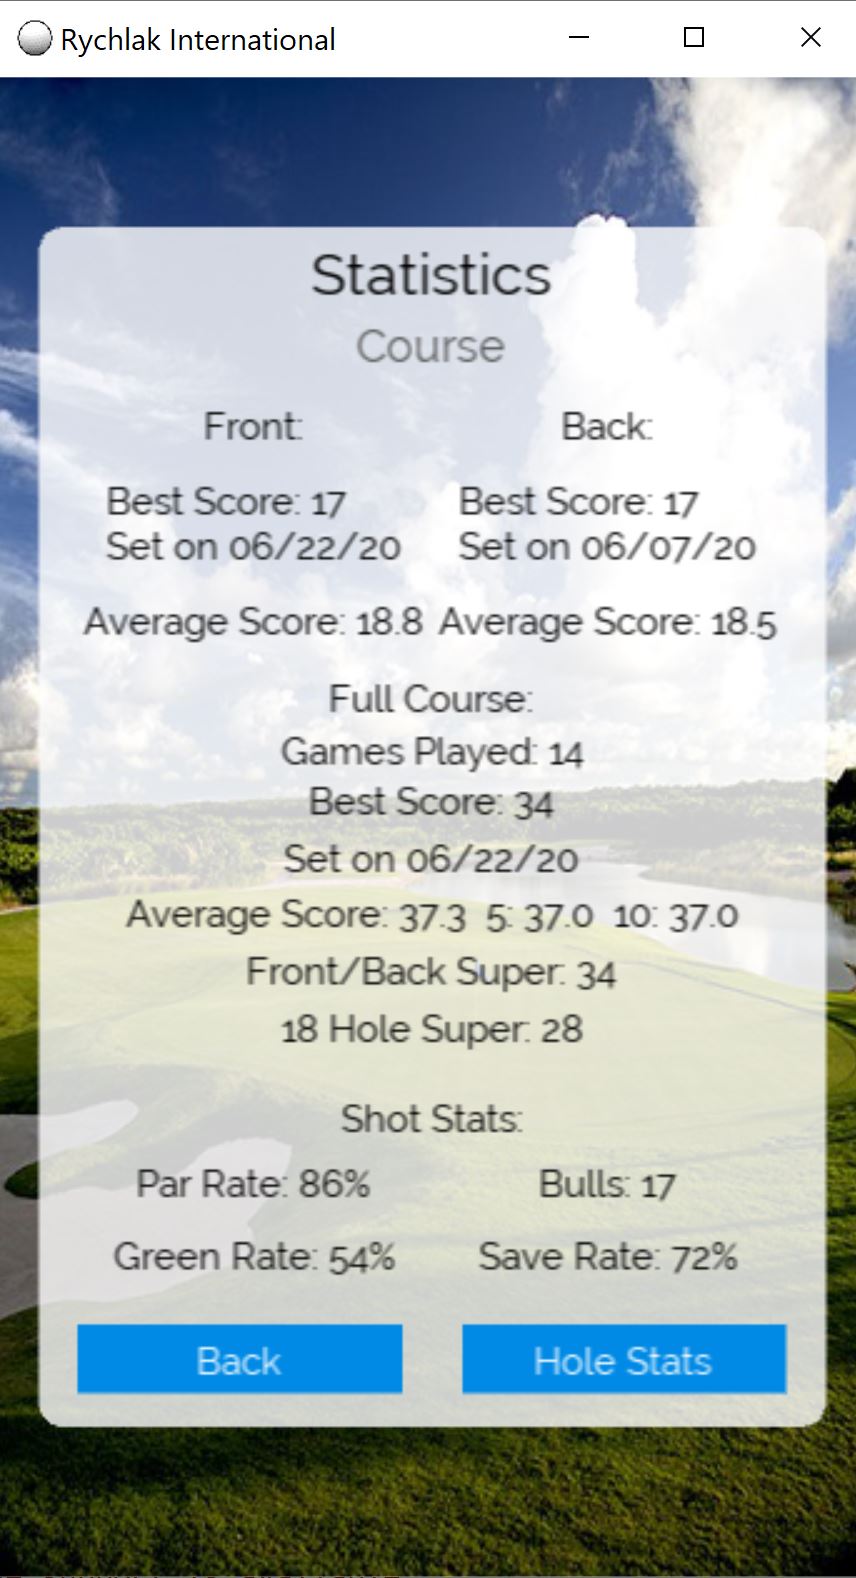 Rychlak International
Statistics
Course
Front: Back:
Best Score: 17 Best Score: 17
Set on 06/22/20 Set on 06/07/20
Average Score: 18.8 Average Score: 18.5
Full Course:
Games Played: 14
Best Score: 34
Set on 06/22/20
Average Score: 37.3 5: 37.0 10: 37.0
Front/Back Super: 34
18 Hole Super: 28
Shot Stats:
Par Rate: 86% Bulls: 17
Green Rate: 54% Save Rate: 72%
Back Hole Stats